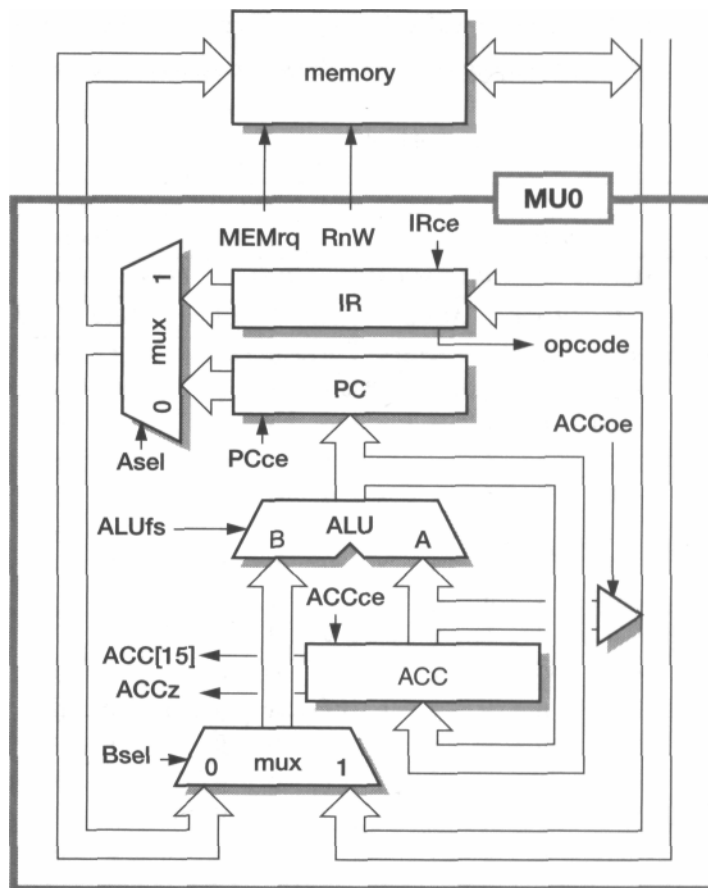 memory
MU0
MEMrq RnW IRce
IR
opcode
mux 1 0
PC
Asel PCce ACCoe
ALUfs
ALU
B A
ACCce
ACC[15]
ACC
ACCz
Bsel
0 mux 1